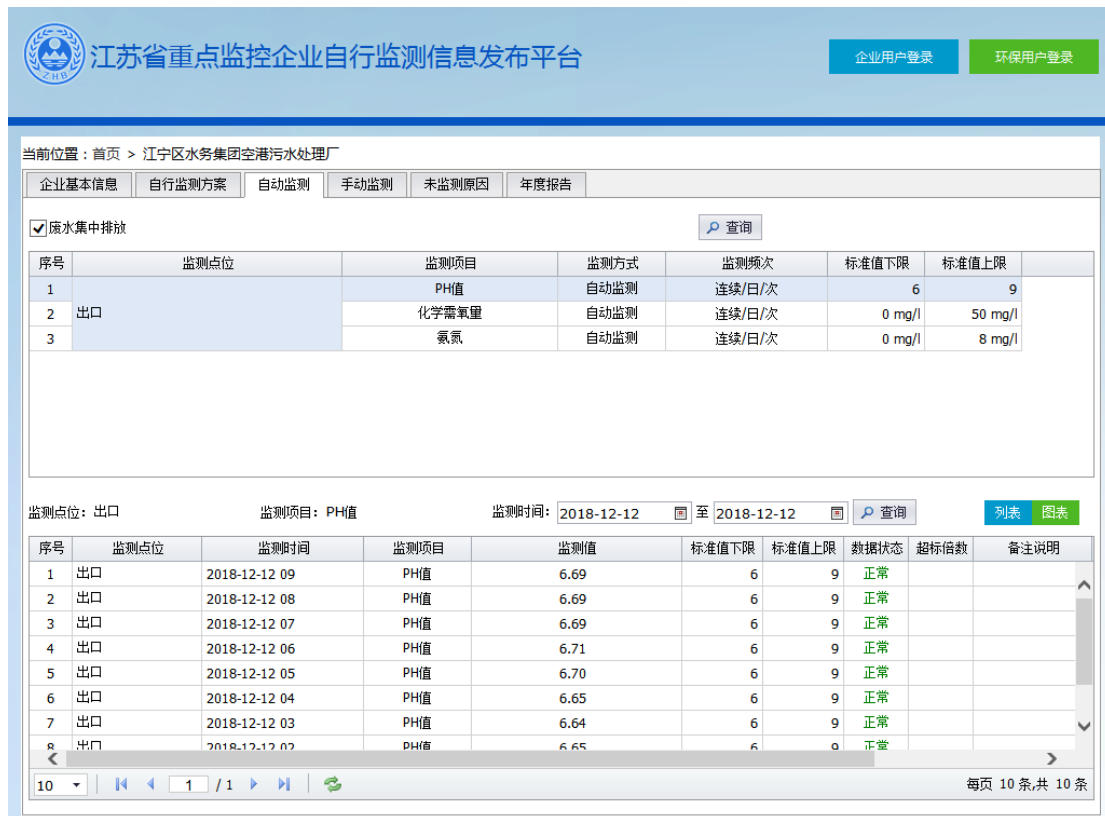 江苏省重点监控企业自行监测信息发布平台
ZHB
企业用户登录 环保用户登录
当前位置：首页 > 江宁区水务集团空港污水处理厂
企业基本信息 自行监测方案 自动监测 手动监测 未监测原因 年度报告
废水集中排放 查询
序号 监测点位 监测项目 监测方式 监测频次 标准值下限 标准值上限
1 出口 PH值 自动监测 连续/日/次 6 9
2 化学需氧量 自动监测 连续/日/次 0 mg/l 50 mg/l
3 氨氮 自动监测 连续/日/次 0 mg/l 8 mg/l
监测点位：出口 监测项目：PH值 监测时间：2018-12-12 至 2018-12-12 查询 列表 图表
序号 监测点位 监测时间 监测项目 监测值 标准值下限 标准值上限 数据状态 超标倍数 备注说明
1 出口 2018-12-12 09 PH值 6.69 6 9 正常
2 出口 2018-12-12 08 PH值 6.69 6 9 正常
3 出口 2018-12-12 07 PH值 6.69 6 9 正常
4 出口 2018-12-12 06 PH值 6.71 6 9 正常
5 出口 2018-12-12 05 PH值 6.70 6 9 正常
6 出口 2018-12-12 04 PH值 6.65 6 9 正常
7 出口 2018-12-12 03 PH值 6.64 6 9 正常
8 出口 2018-12-12 02 PH值 6.65 6 9 正常
10 1 / 1 每页 10 条,共 10 条